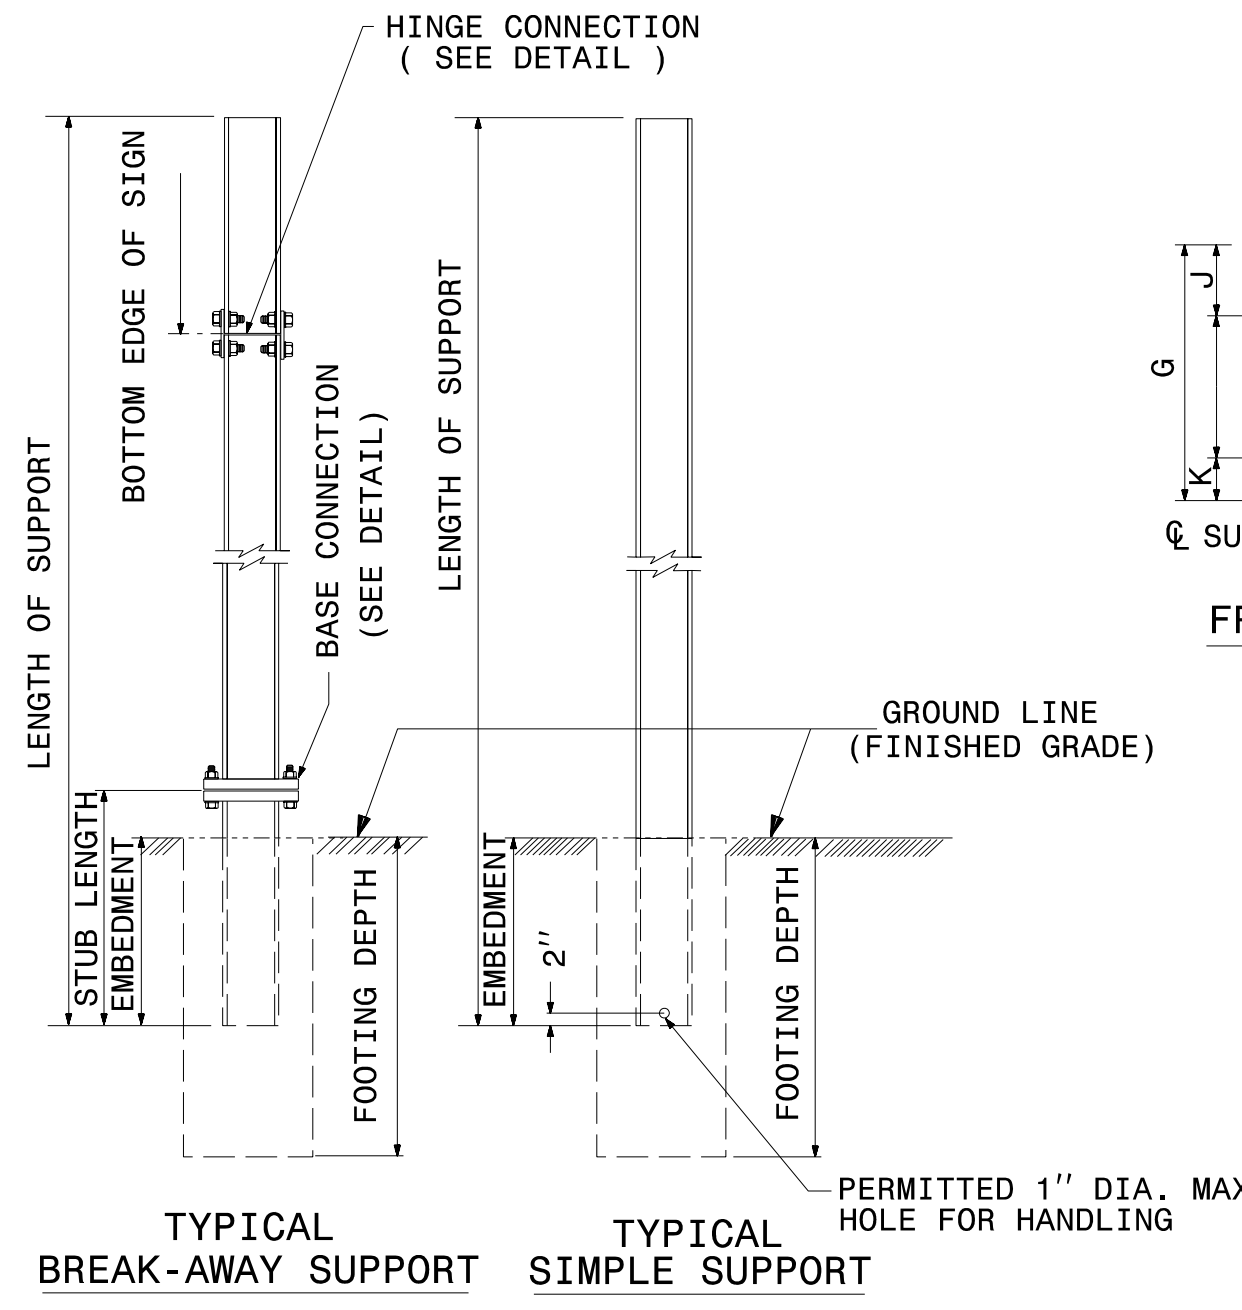 HINGE CONNECTION
( SEE DETAIL )
BOTTOM EDGE OF SIGN
LENGTH OF SUPPORT
BASE CONNECTION
(SEE DETAIL)
STUB LENGTH
EMBEDMENT
FOOTING DEPTH
TYPICAL
BREAK-AWAY SUPPORT
LENGTH OF SUPPORT
GROUND LINE
(FINISHED GRADE)
EMBEDMENT
2''
FOOTING DEPTH
PERMITTED 1'' DIA. MAX
HOLE FOR HANDLING
TYPICAL
SIMPLE SUPPORT
J
G
K
℄ SU